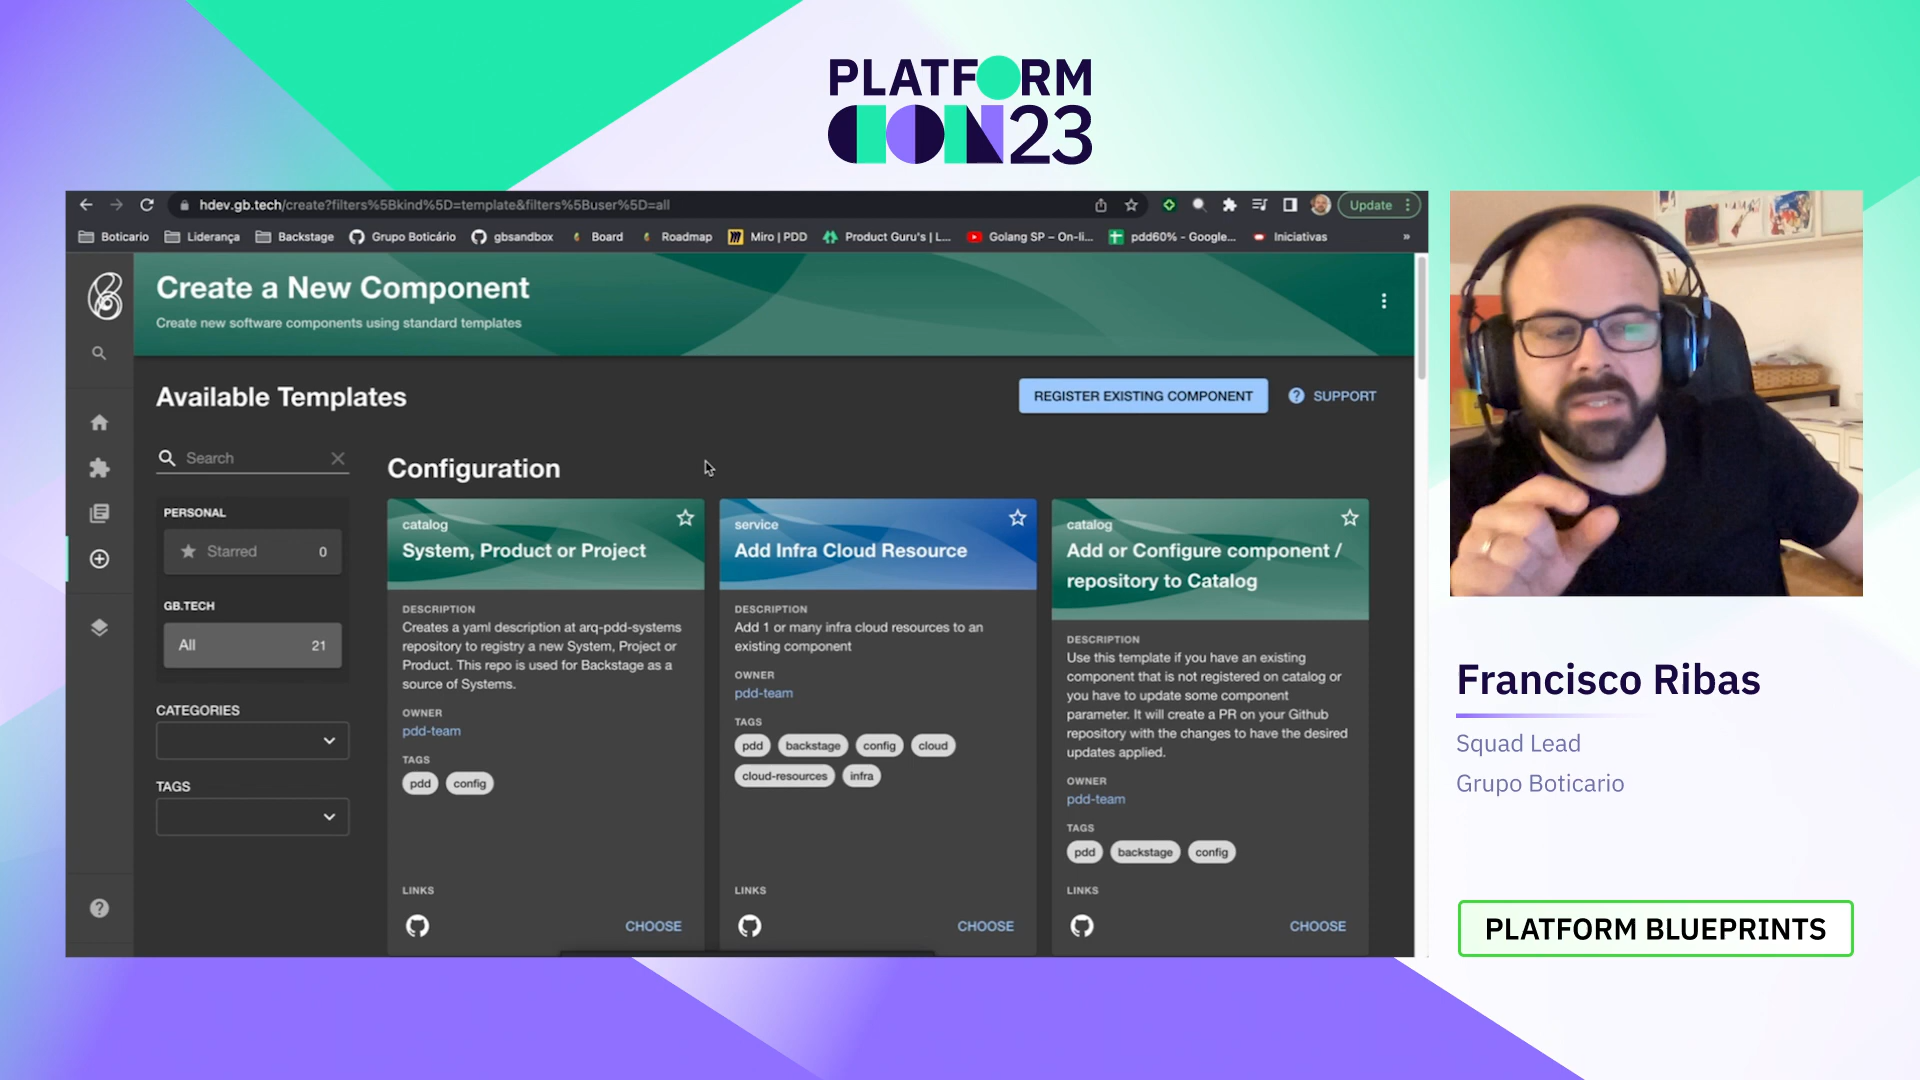 PLATFORM
CON23
hdev.gb.tech/create?filters%5Bkind%5D=template&filters%5Buser%5D=all
Update
Boticario
Liderança
Backstage
Grupo Boticário
gbsandbox
Board
Roadmap
Miro | PDD
Product Guru's | L...
Golang SP – On-li...
pdd60% - Google...
Iniciativas
»
Create a New Component
Create new software components using standard templates
Available Templates
REGISTER EXISTING COMPONENT
SUPPORT
Search
PERSONAL
Starred 0
GB.TECH
All 21
CATEGORIES
TAGS
Configuration
catalog
System, Product or Project
DESCRIPTION
Creates a yaml description at arq-pdd-systems
repository to registry a new System, Project or
Product. This repo is used for Backstage as a
source of Systems.
OWNER
pdd-team
TAGS
pdd config
LINKS
CHOOSE
service
Add Infra Cloud Resource
DESCRIPTION
Add 1 or many infra cloud resources to an
existing component
OWNER
pdd-team
TAGS
pdd backstage config cloud
cloud-resources infra
LINKS
CHOOSE
catalog
Add or Configure component /
repository to Catalog
DESCRIPTION
Use this template if you have an existing
component that is not registered on catalog or
you have to update some component
parameter. It will create a PR on your Github
repository with the changes to have the desired
updates applied.
OWNER
pdd-team
TAGS
pdd backstage config
LINKS
CHOOSE
Francisco Ribas
Squad Lead
Grupo Boticario
PLATFORM BLUEPRINTS